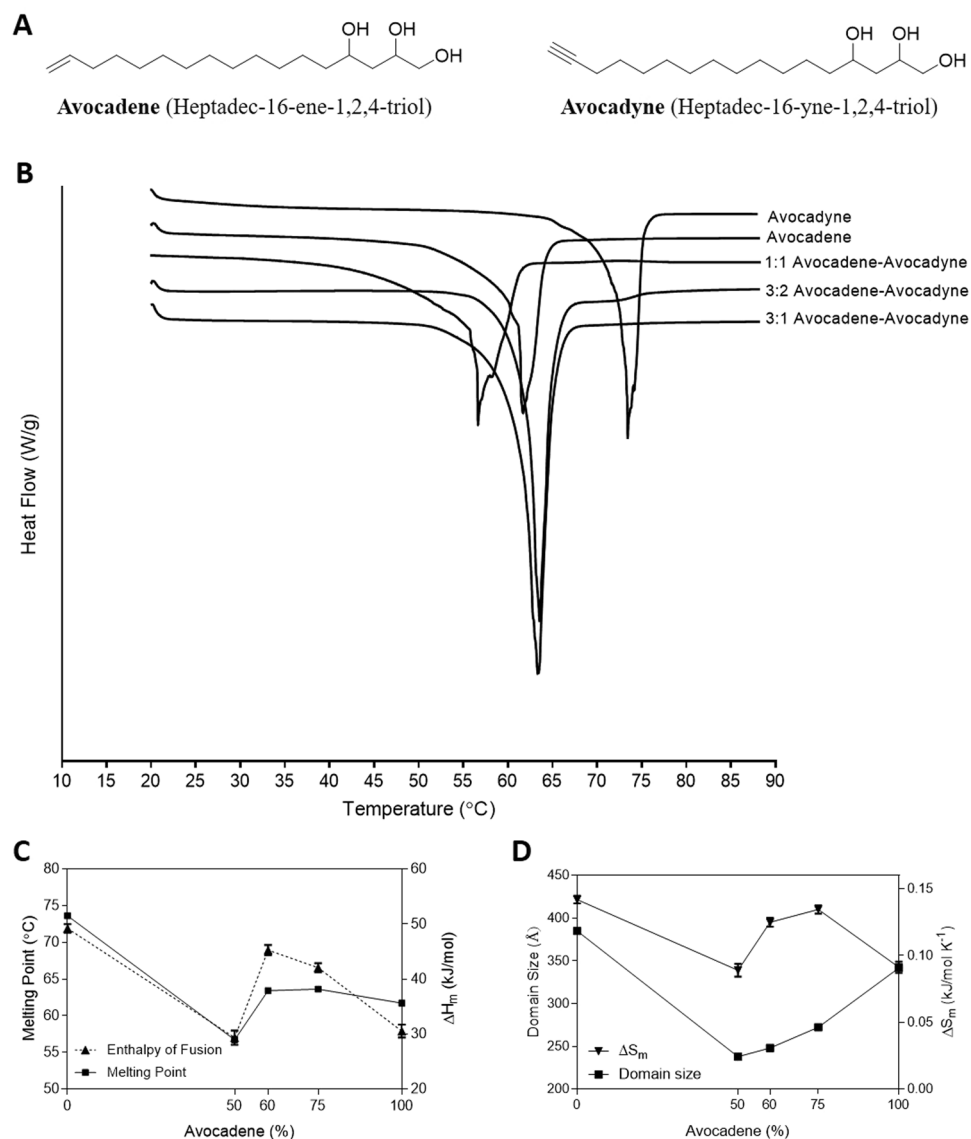 A
OH
OH
OH
Avocadene (Heptadec-16-ene-1,2,4-triol)
OH
OH
OH
Avocadyne (Heptadec-16-yne-1,2,4-triol)
B
Heat Flow (W/g)
Avocadyne
Avocadene
1:1 Avocadene-Avocadyne
3:2 Avocadene-Avocadyne
3:1 Avocadene-Avocadyne
10 15 20 25 30 35 40 45 50 55 60 65 70 75 80 85 90
Temperature (°C)
C
Melting Point (°C)
80
75
70
65
60
55
50
60
50
40
30
20
ΔHm (kJ/mol)
Enthalpy of Fusion
Melting Point
0 50 60 75 100
Avocadene (%)
D
Domain Size (Å)
450
400
350
300
250
200
0.15
0.10
0.05
0.00
ΔSm (kJ/mol K-1)
ΔSm
Domain size
0 50 60 75 100
Avocadene (%)